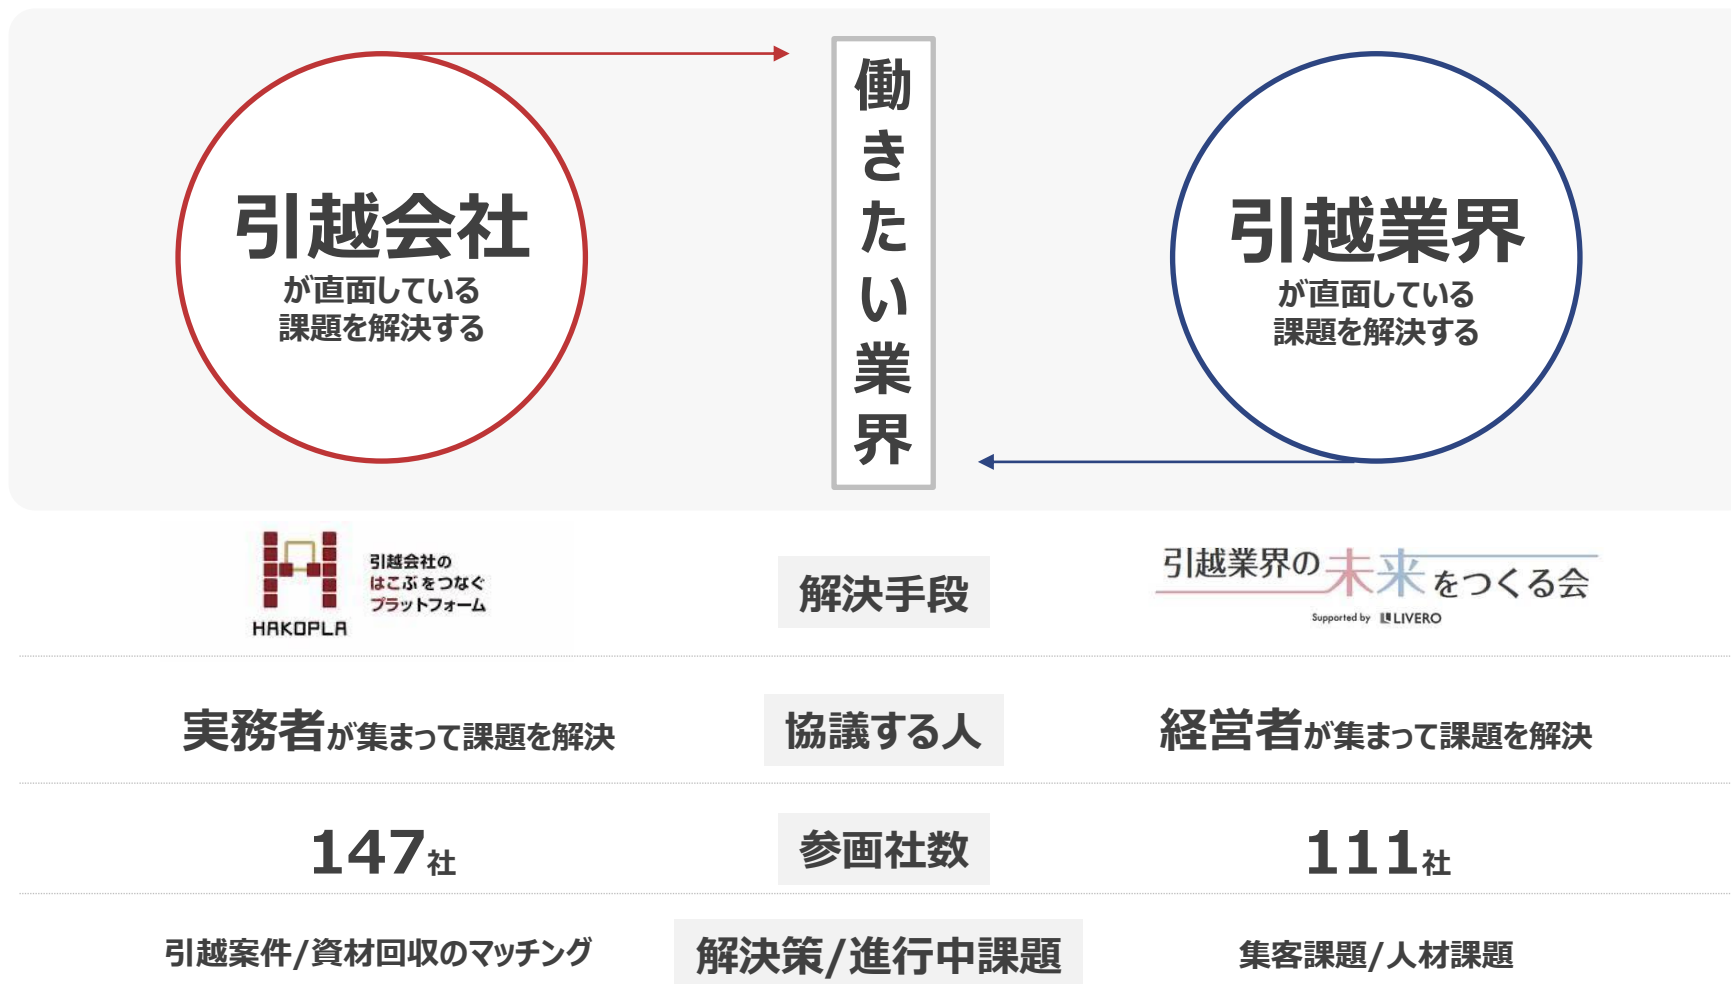 引越会社
が直面している
課題を解決する
働きたい業界
引越業界
が直面している
課題を解決する
HAKOPLA
引越会社の
はこぶをつなぐ
プラットフォーム
解決手段
引越業界の未来をつくる会
Supported by LIVERO
実務者が集まって課題を解決
協議する人
経営者が集まって課題を解決
147社
参画社数
111社
引越案件/資材回収のマッチング
解決策/進行中課題
集客課題/人材課題